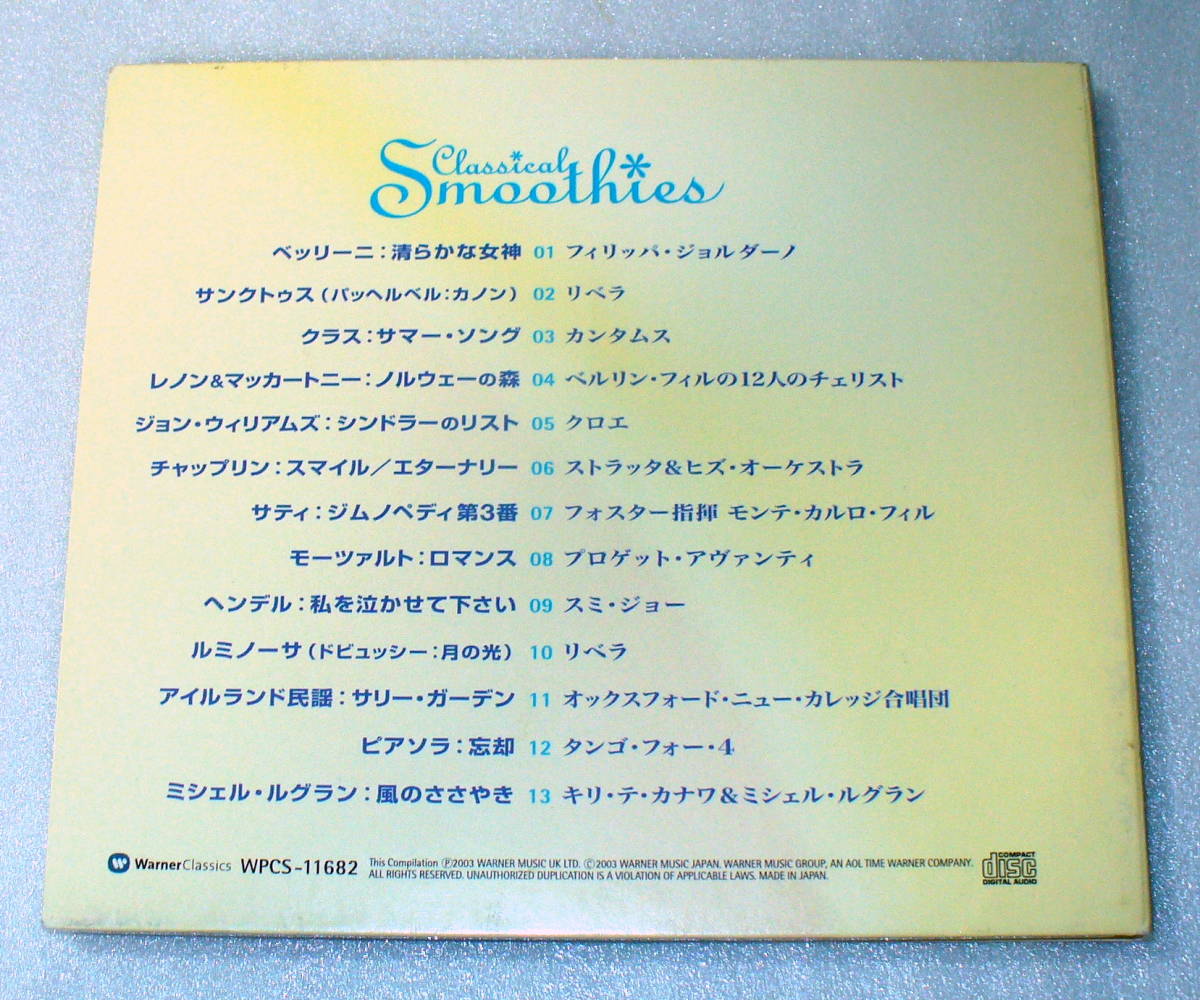 Classical
Smoothies
ベッリーニ：清らかな女神 01 フィリッパ・ジョルダーノ
サンクトゥス（パッヘルベル：カノン） 02 リベラ
クラス：サマー・ソング 03 カンタムス
レノン&マッカートニー：ノルウェーの森 04 ベルリン・フィルの12人のチェリスト
ジョン・ウィリアムズ：シンドラーのリスト 05 クロエ
チャップリン：スマイル／エターナリー 06 ストラッタ&ヒズ・オーケストラ
サティ：ジムノペディ第3番 07 フォスター指揮 モンテ・カルロ・フィル
モーツァルト：ロマンス 08 プロゲット・アヴァンティ
ヘンデル：私を泣かせて下さい 09 スミ・ジョー
ルミノーサ（ドビュッシー：月の光） 10 リベラ
アイルランド民謡：サリー・ガーデン 11 オックスフォード・ニュー・カレッジ合唱団
ピアソラ：忘却 12 タンゴ・フォー・4
ミシェル・ルグラン：風のささやき 13 キリ・テ・カナワ&ミシェル・ルグラン
WarnerClassics WPCS-11682
This Compilation Ⓟ2003 WARNER MUSIC UK LTD. ©2003 WARNER MUSIC JAPAN. WARNER MUSIC GROUP, AN AOL TIME WARNER COMPANY.
ALL RIGHTS RESERVED. UNAUTHORIZED DUPLICATION IS A VIOLATION OF APPLICABLE LAWS. MADE IN JAPAN.
COMPACT
disc
DIGITAL AUDIO